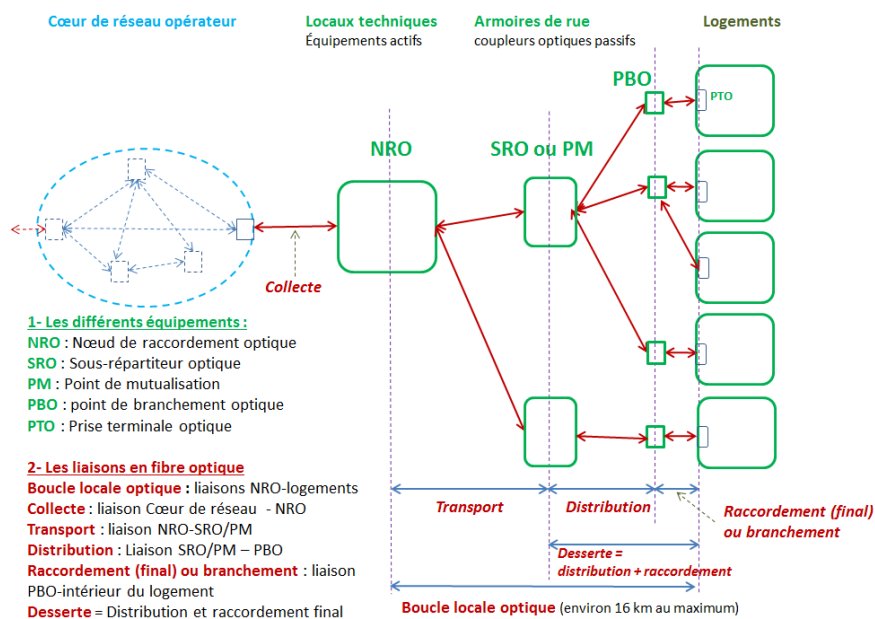 Cœur de réseau opérateur
Locaux techniques
Équipements actifs
Armoires de rue
coupleurs optiques passifs
Logements
PBO
PTO
NRO
SRO ou PM
Collecte
1- Les différents équipements :
NRO : Nœud de raccordement optique
SRO : Sous-répartiteur optique
PM : Point de mutualisation
PBO : point de branchement optique
PTO : Prise terminale optique
2- Les liaisons en fibre optique
Boucle locale optique : liaisons NRO-logements
Collecte : liaison Cœur de réseau - NRO
Transport : liaison NRO-SRO/PM
Distribution : Liaison SRO/PM – PBO
Raccordement (final) ou branchement : liaison
PBO-intérieur du logement
Desserte = Distribution et raccordement final
Transport
Distribution
Raccordement (final)
ou branchement
Desserte =
distribution + raccordement
Boucle locale optique (environ 16 km au maximum)